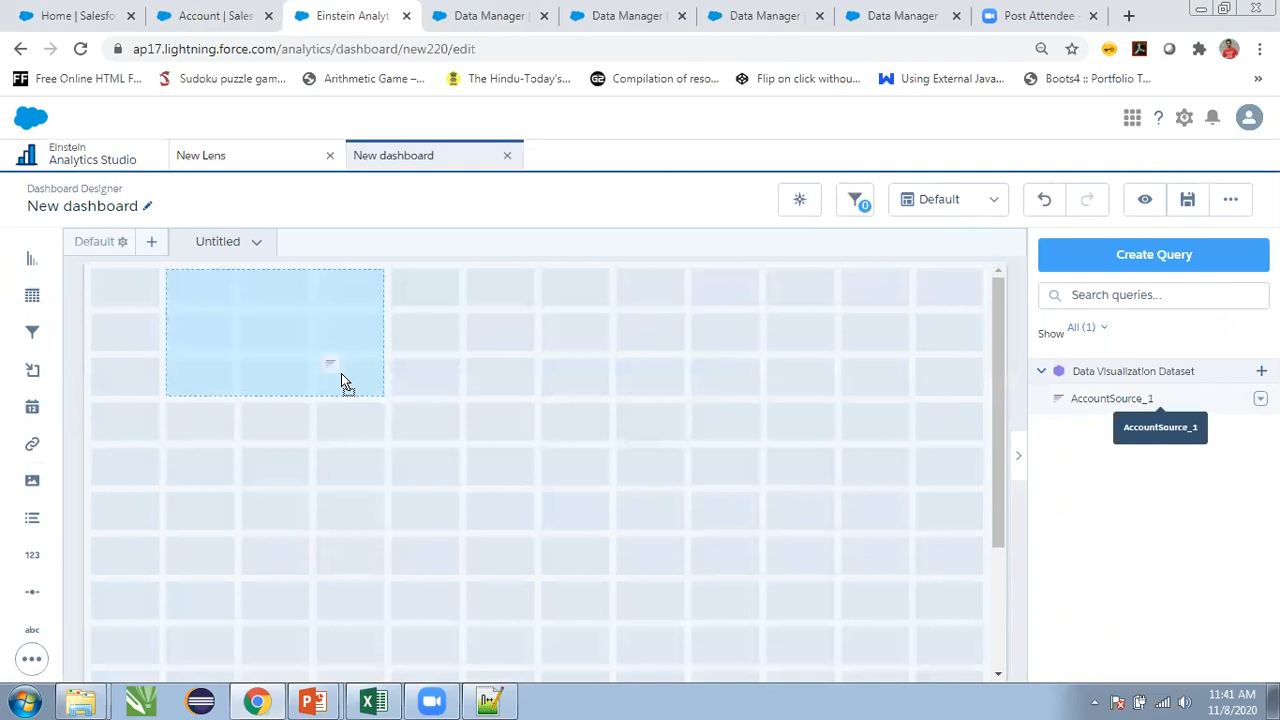 Home | Salesfo
Account | Sales
Einstein Analyt
Data Manager
Data Manager
Data Manager
Data Manager
Post Attendee -
ap17.lightning.force.com/analytics/dashboard/new220/edit
FF Free Online HTML F...
Sudoku puzzle gam...
Arithmetic Game –...
The Hindu-Today's...
Compilation of reso...
Flip on click withou...
Using External Java...
Boots4 :: Portfolio T...
Einstein
Analytics Studio
New Lens
New dashboard
Dashboard Designer
New dashboard
0
Default
Default
Untitled
Create Query
Search queries...
Show All (1)
Data Visualization Dataset
AccountSource_1
AccountSource_1
12
123
abc
11:41 AM
11/8/2020